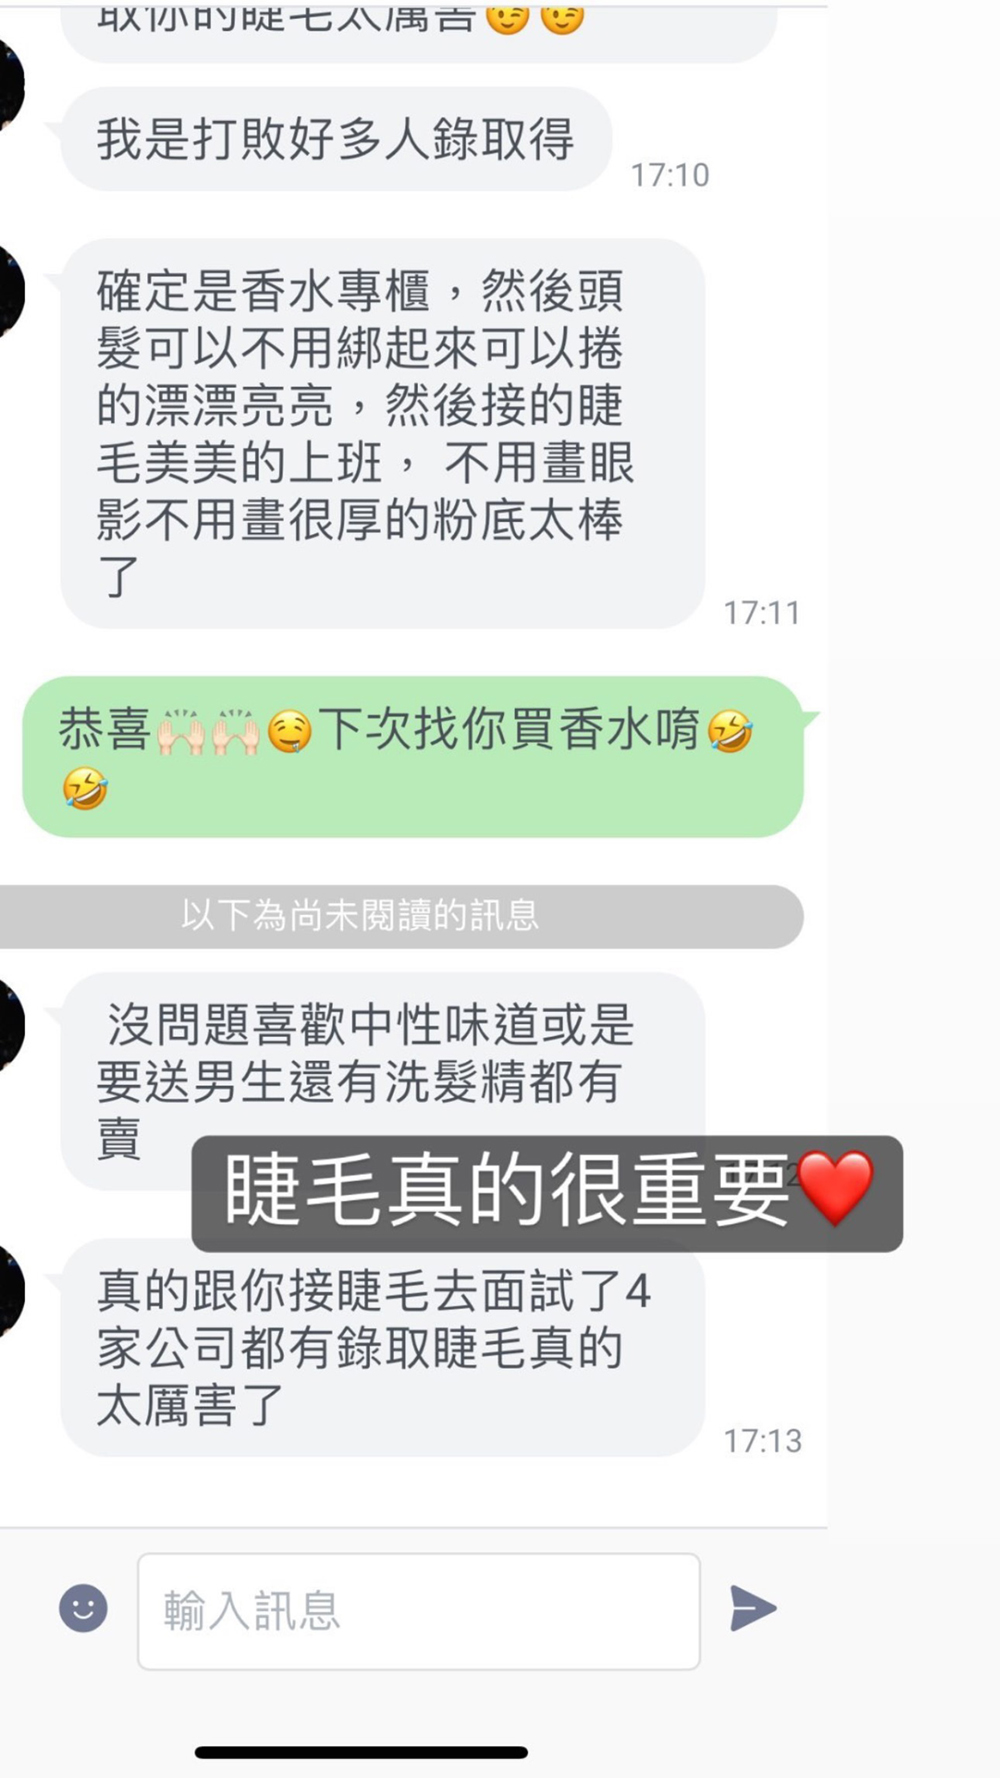 取你的睫毛太厲害😉😉
我是打敗好多人錄取得
17:10
確定是香水專櫃，然後頭
髮可以不用綁起來可以捲
的漂漂亮亮，然後接的睫
毛美美的上班， 不用畫眼
影不用畫很厚的粉底太棒
了
17:11
恭喜🙌🏻🙌🏻🤤下次找你買香水唷🤣
🤣
以下為尚未閱讀的訊息
沒問題喜歡中性味道或是
要送男生還有洗髮精都有
賣
17:12
睫毛真的很重要❤️
真的跟你接睫毛去面試了4
家公司都有錄取睫毛真的
太厲害了
17:13
輸入訊息